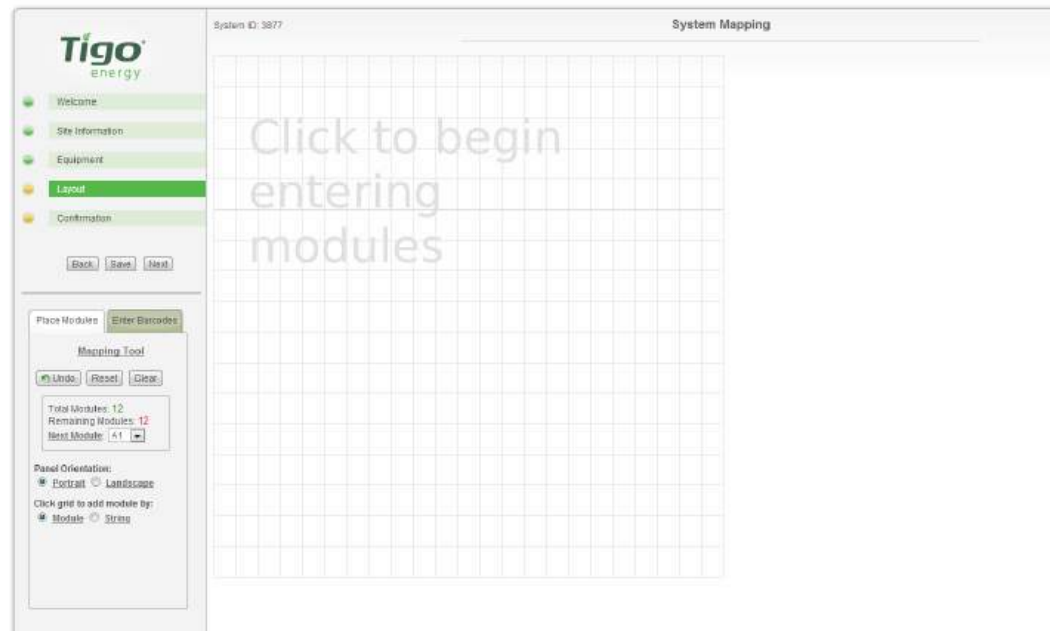 System ID: 3877
System Mapping
Tigo
energy
Welcome
Site Information
Equipment
Layout
Confirmation
Back Save Next
Place Modules Enter Barcodes
Mapping Tool
Undo Reset Clear
Total Modules: 12
Remaining Modules: 12
Next Module: A1
Panel Orientation:
Portrait Landscape
Click grid to add module by:
Module String
Click to begin
entering
modules